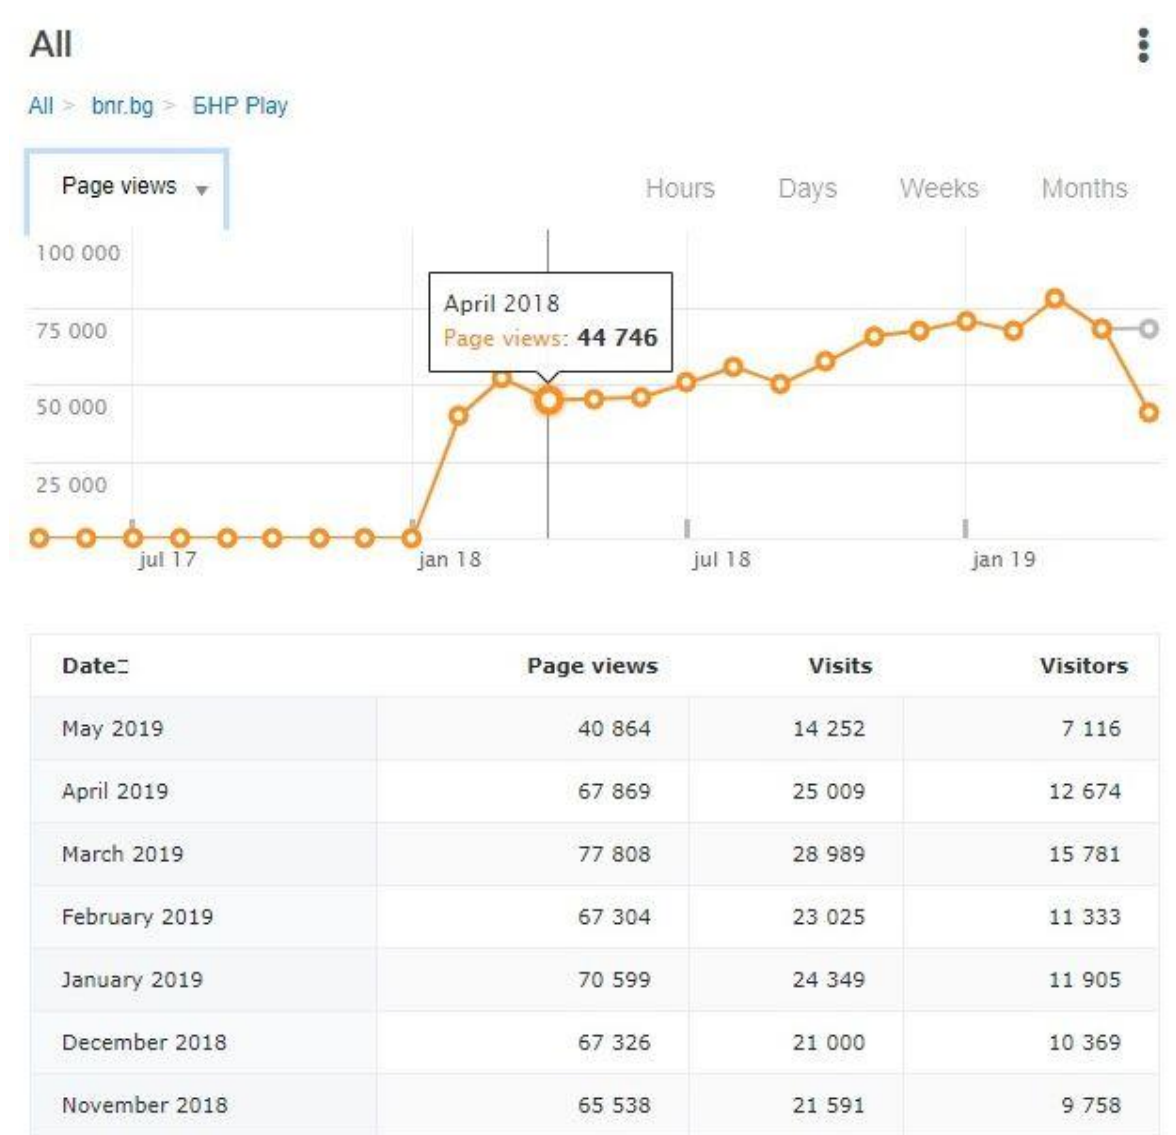 All
All > bnr.bg > БНР Play
Page views
Hours Days Weeks Months
100 000
April 2018
75 000
Page views: 44 746
50 000
25 000
jul 17 jan 18 jul 18 jan 19
Date Page views Visits Visitors
May 2019 40 864 14 252 7 116
April 2019 67 869 25 009 12 674
March 2019 77 808 28 989 15 781
February 2019 67 304 23 025 11 333
January 2019 70 599 24 349 11 905
December 2018 67 326 21 000 10 369
November 2018 65 538 21 591 9 758